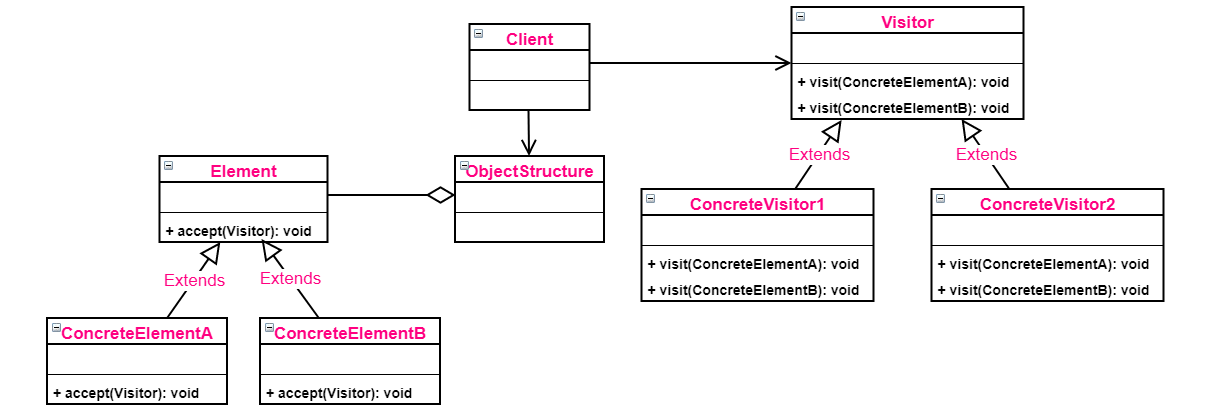 Client
Visitor
+ visit(ConcreteElementA): void
+ visit(ConcreteElementB): void
Element
+ accept(Visitor): void
ObjectStructure
Extends
Extends
ConcreteVisitor1
+ visit(ConcreteElementA): void
+ visit(ConcreteElementB): void
ConcreteVisitor2
+ visit(ConcreteElementA): void
+ visit(ConcreteElementB): void
Extends
Extends
ConcreteElementA
+ accept(Visitor): void
ConcreteElementB
+ accept(Visitor): void